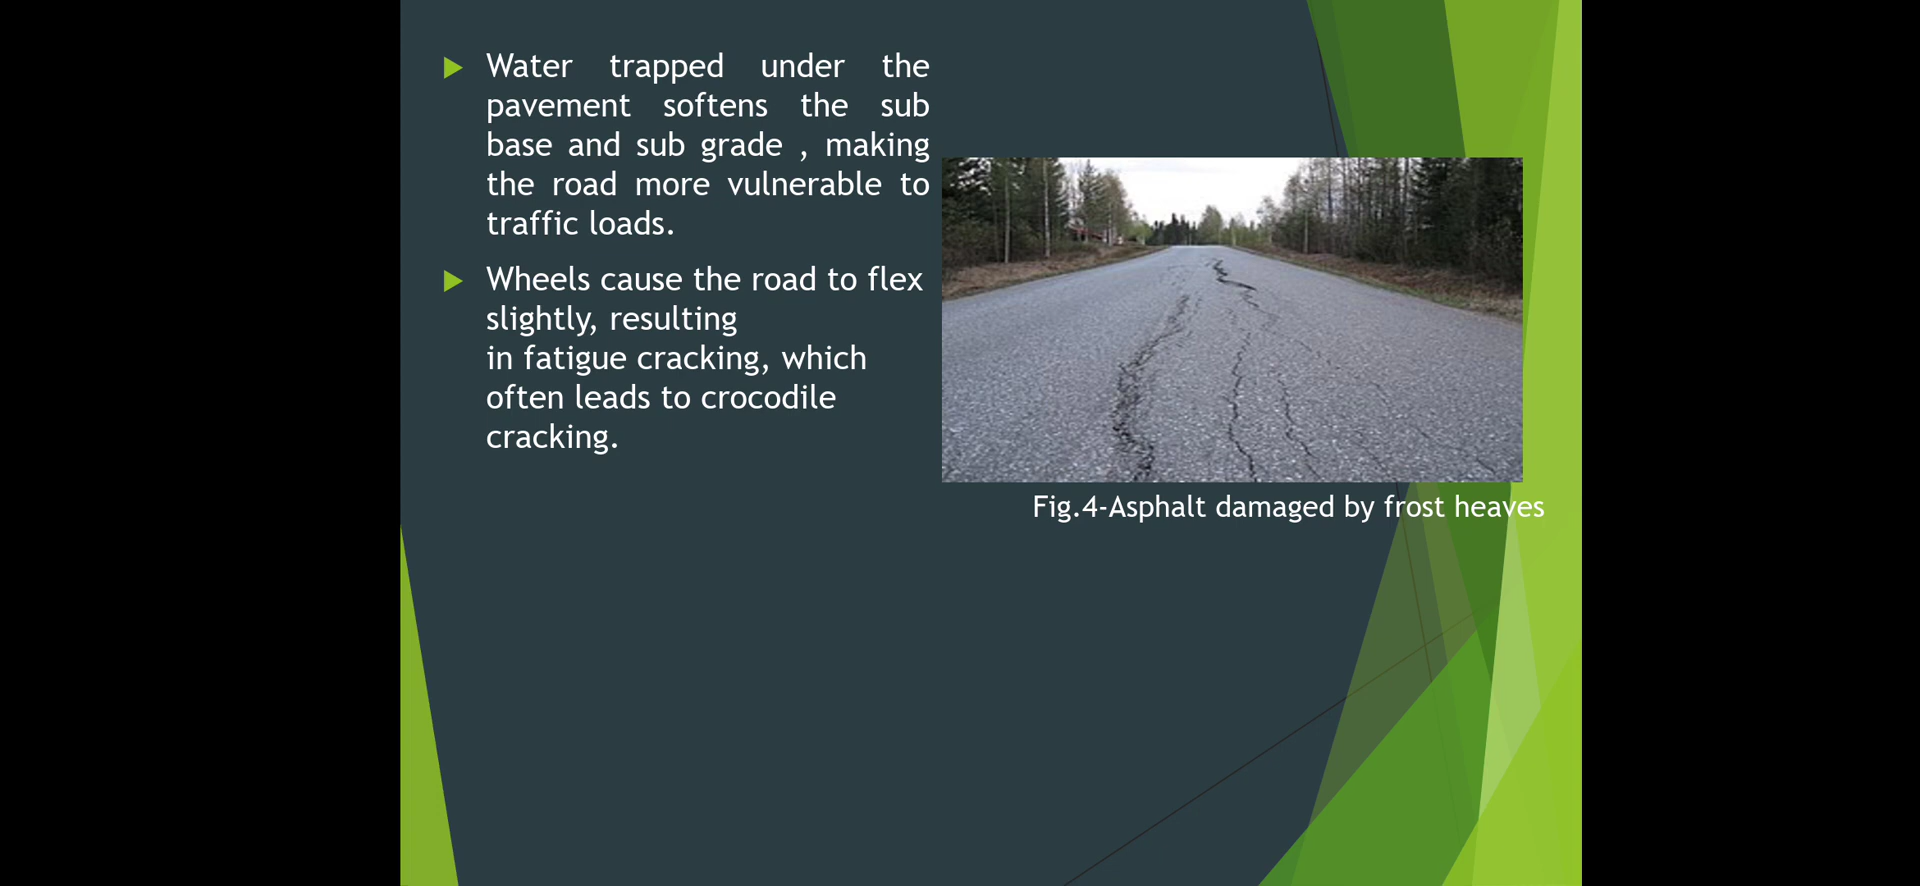 Water trapped under the
pavement softens the sub
base and sub grade , making
the road more vulnerable to
traffic loads.
Wheels cause the road to flex
slightly, resulting
in fatigue cracking, which
often leads to crocodile
cracking.
Fig.4-Asphalt damaged by frost heaves